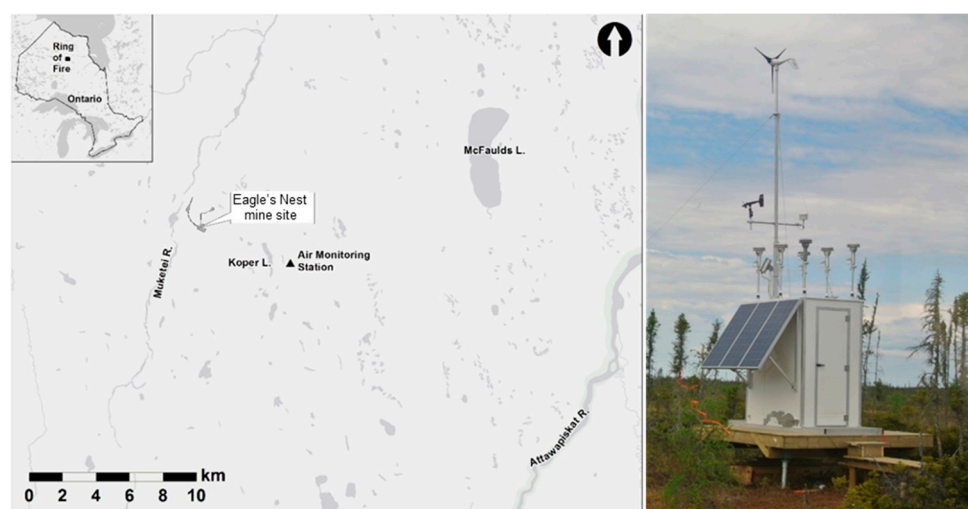 Ring
of
Fire
Ontario
McFaulds L.
Eagle's Nest
mine site
Koper L.
Air Monitoring
Station
Muketei R.
Attawapiskat R.
km
0 2 4 6 8 10